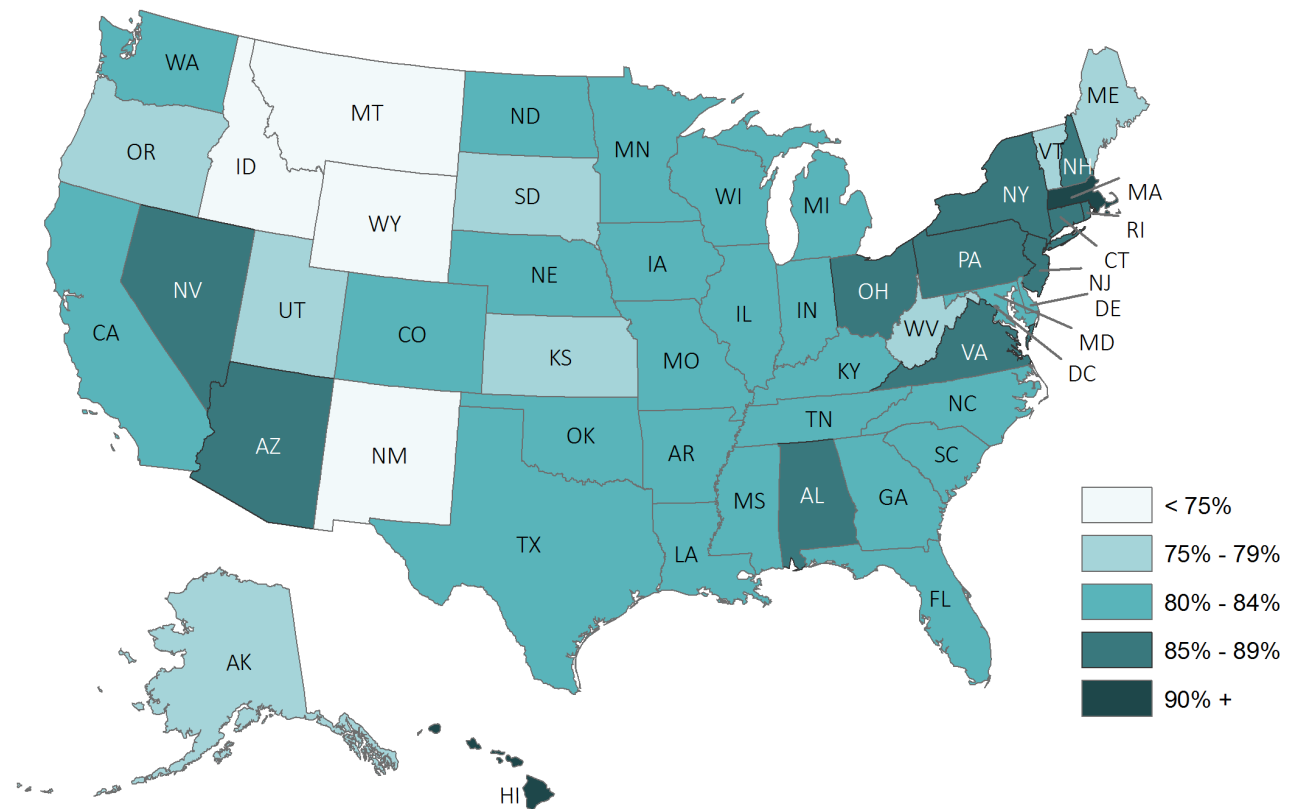 WA
MT
ND
MN
ME
OR
ID
SD
WI
MI
VT
NH
NY
MA
RI
WY
IA
NE
PA
CT
NJ
DE
MD
DC
NV
UT
CO
CA
IL
IN
OH
WV
VA
KS
MO
KY
NC
TN
AZ
NM
OK
AR
SC
MS
AL
GA
TX
LA
FL
AK
HI
< 75%
75% - 79%
80% - 84%
85% - 89%
90% +